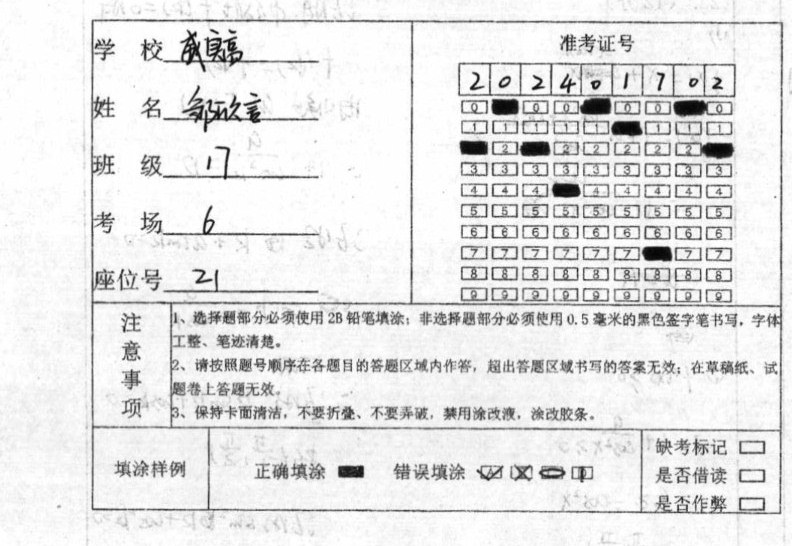 学 校 咸良高
准考证号
2 0 2 4 0 1 7 0 2
姓 名 邹欣言
班 级 17
考 场 6
座位号 21
0 0 0 0 0 0
1 1 1 1 1 1 1 1
2 2 2 2 2 2
3 3 3 3 3 3 3 3 3
4 4 4 4 4 4 4 4
5 5 5 5 5 5 5 5 5
6 6 6 6 6 6 6 6 6
7 7 7 7 7 7 7 7
8 8 8 8 8 8 8 8 8
9 9 9 9 9 9 9 9 9
注意事项
1、选择题部分必须使用2B铅笔填涂；非选择题部分必须使用0.5毫米的黑色签字笔书写，字体
工整、笔迹清楚。
2、请按照题号顺序在各题目的答题区域内作答，超出答题区域书写的答案无效；在草稿纸、试
题卷上答题无效。
3、保持卡面清洁，不要折叠、不要弄破，禁用涂改液，涂改胶条。
填涂样例 正确填涂 错误填涂
缺考标记
是否借读
是否作弊